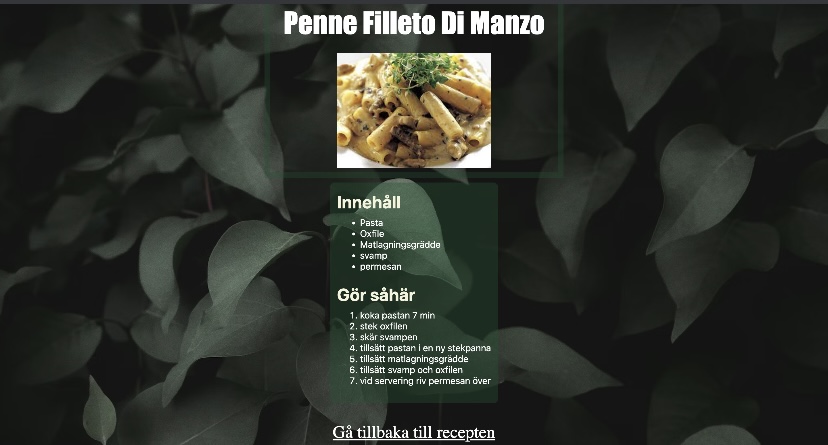 Penne Filleto Di Manzo
Innehåll
• Pasta
• Oxfile
• Matlagningsgrädde
• svamp
• permesan
Gör såhär
1. koka pastan 7 min
2. stek oxfilen
3. skär svampen
4. tillsätt pastan i en ny stekpanna
5. tillsätt matlagningsgrädde
6. tillsätt svamp och oxfilen
7. vid servering riv permesan över
Gå tillbaka till recepten